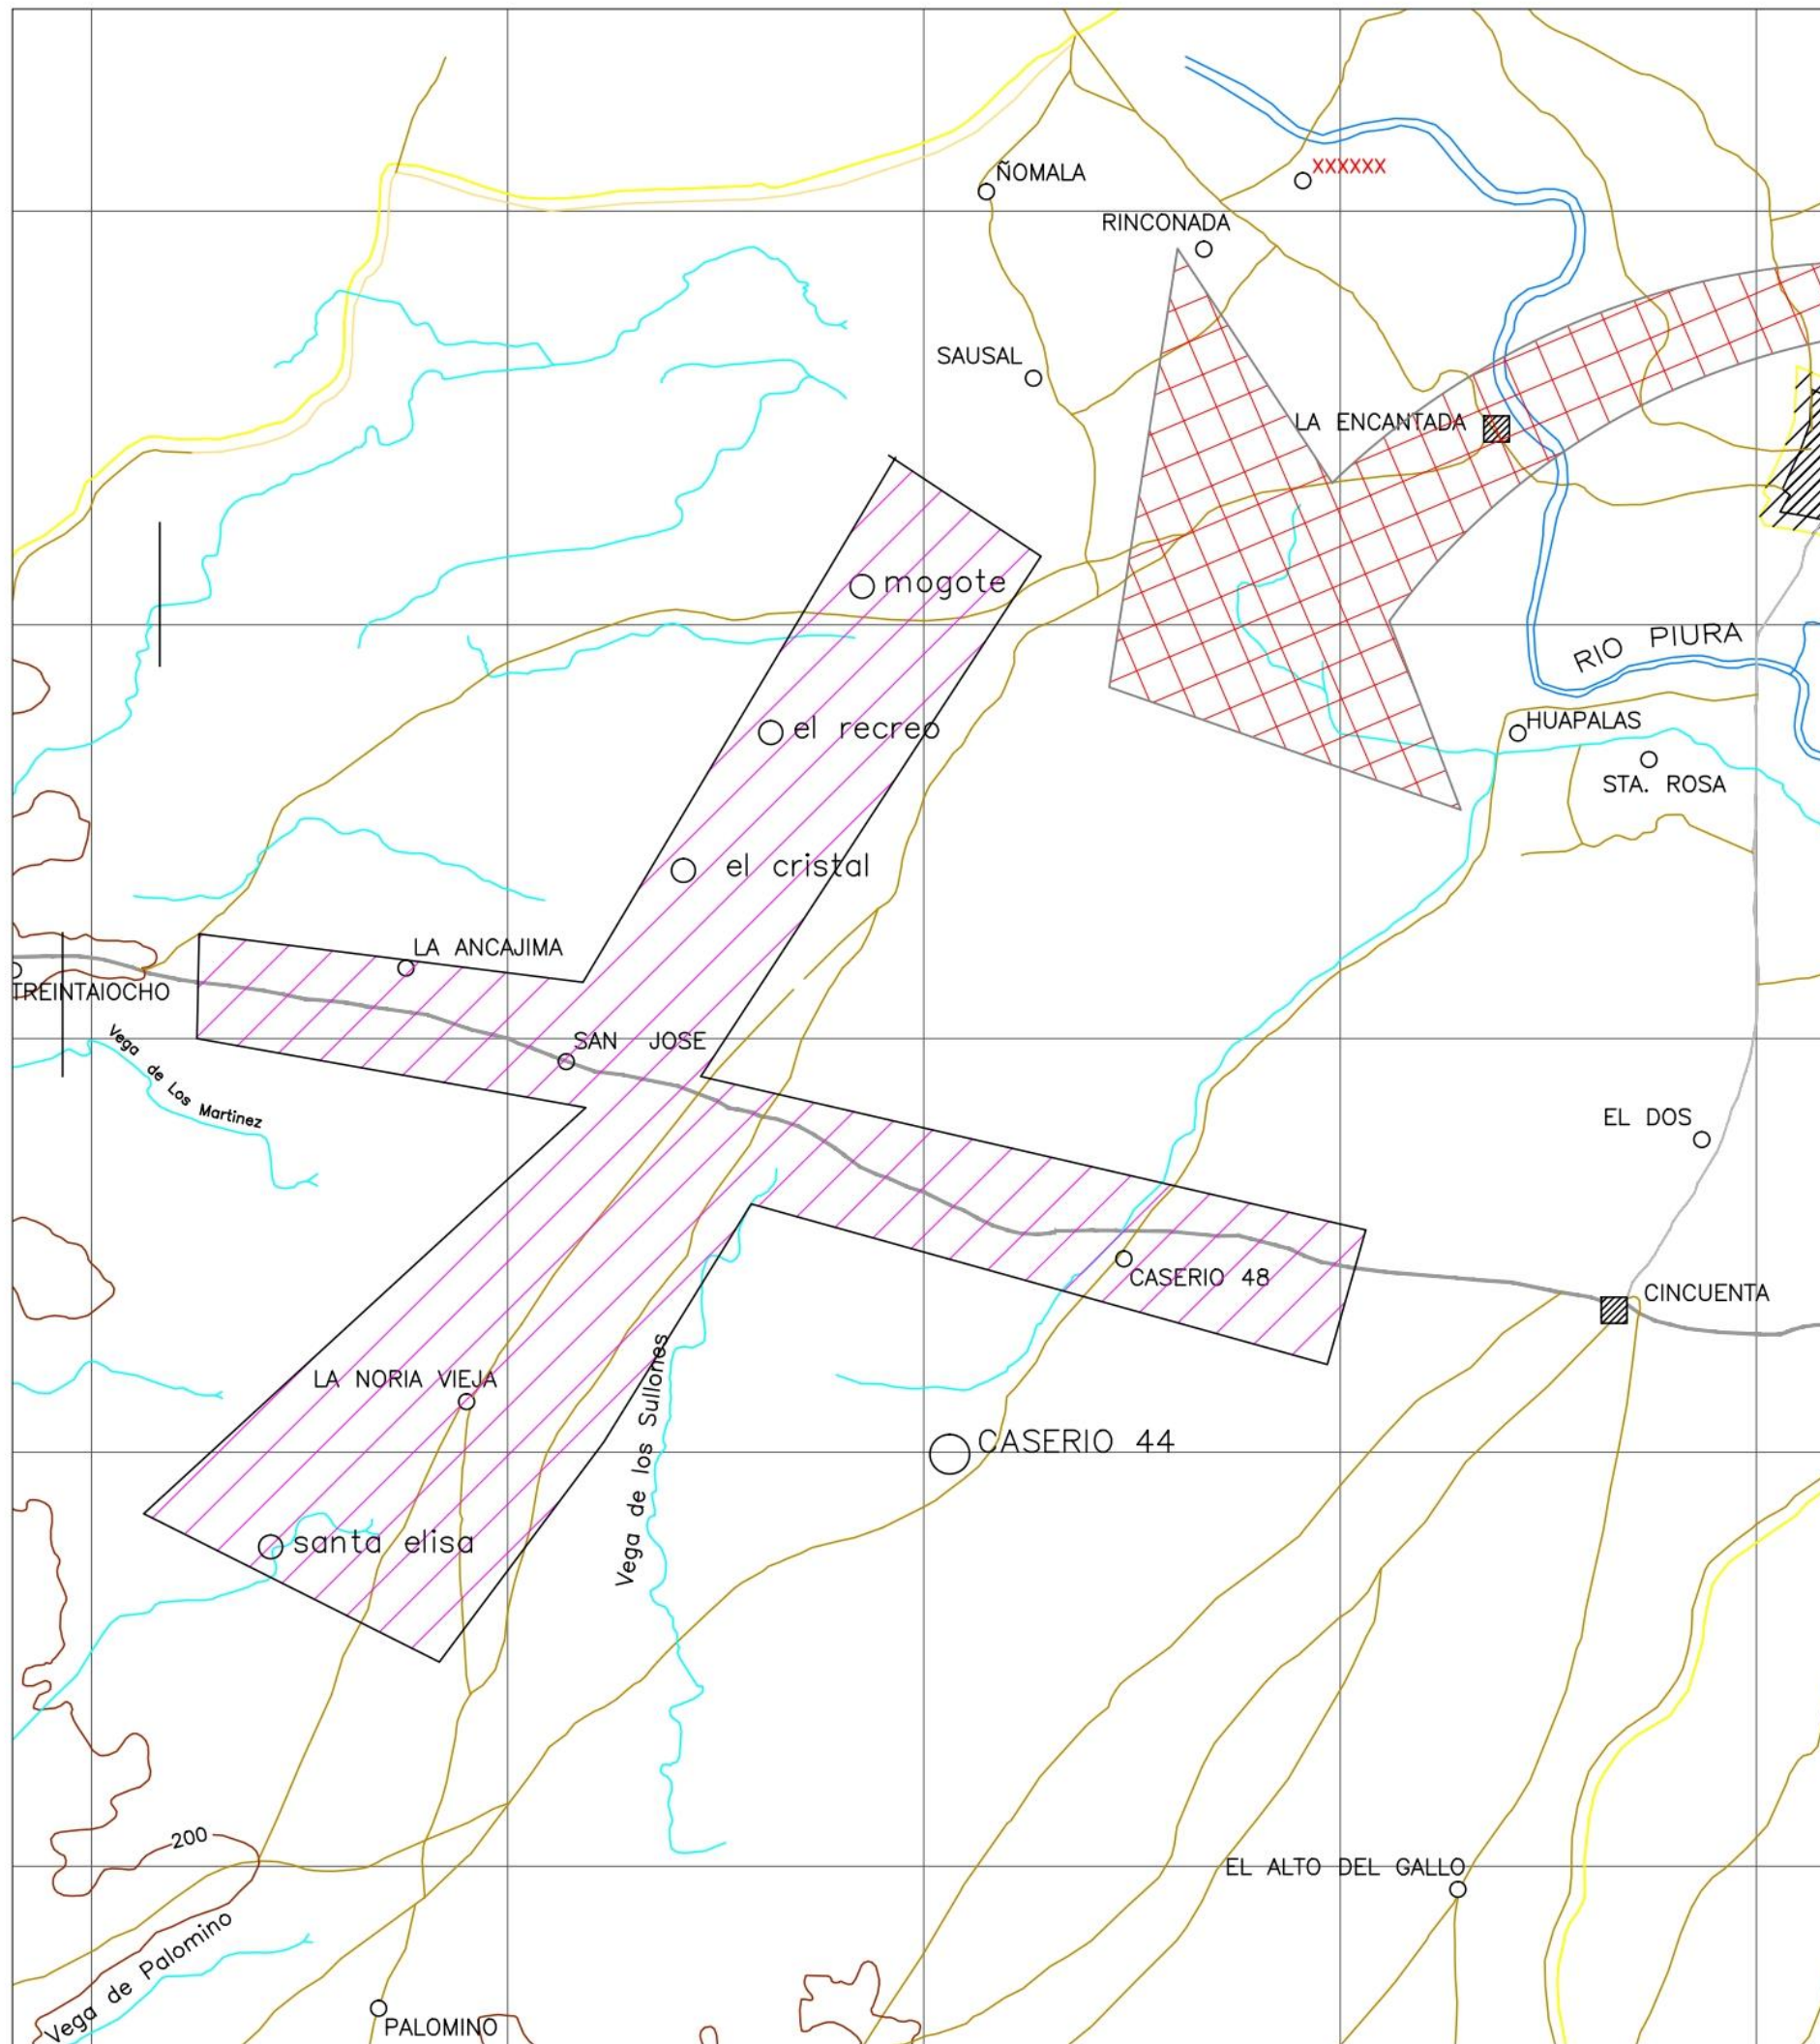 ÑOMALA
XXXXXX
RINCONADA
SAUSAL
LA ENCANTADA
mogote
RIO PIURA
el recreo
HUAPALAS
STA. ROSA
el cristal
LA ANCAJIMA
TREINTAIOCHO
SAN JOSE
Vega de Los Martinez
EL DOS
CASERIO 48
CINCUENTA
LA NORIA VIEJA
Vega de los Sullones
CASERIO 44
santa elisa
200
EL ALTO DEL GALLO
Vega de Palomino
PALOMINO